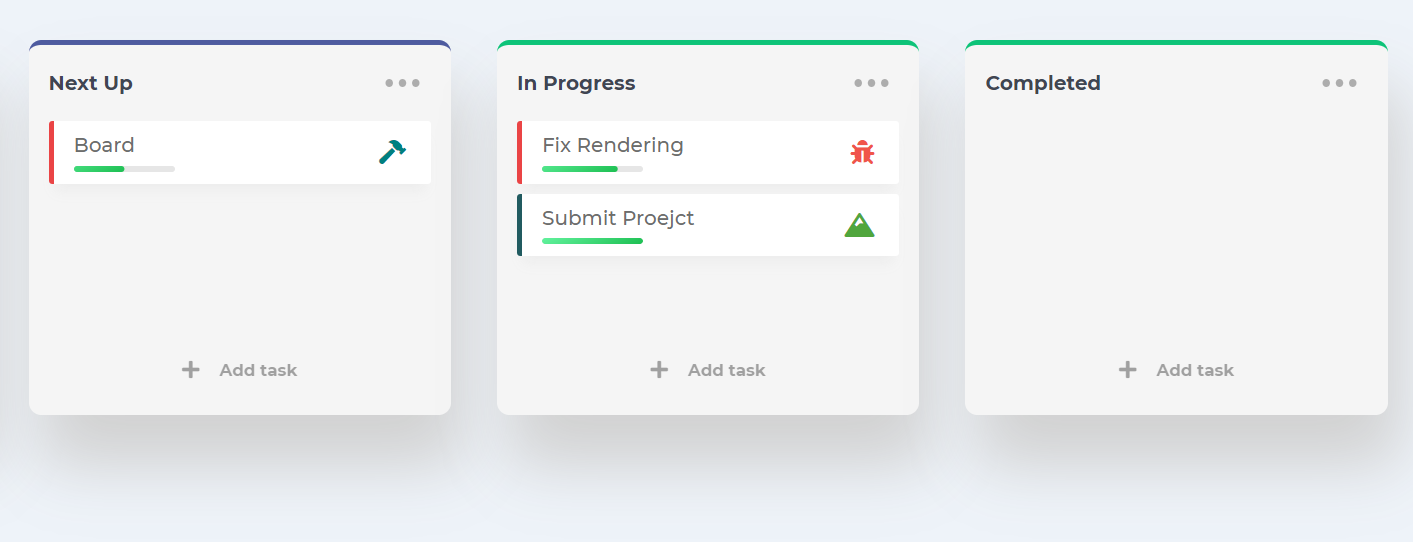 Next Up
Board
Add task
In Progress
Fix Rendering
Submit Proejct
Add task
Completed
Add task